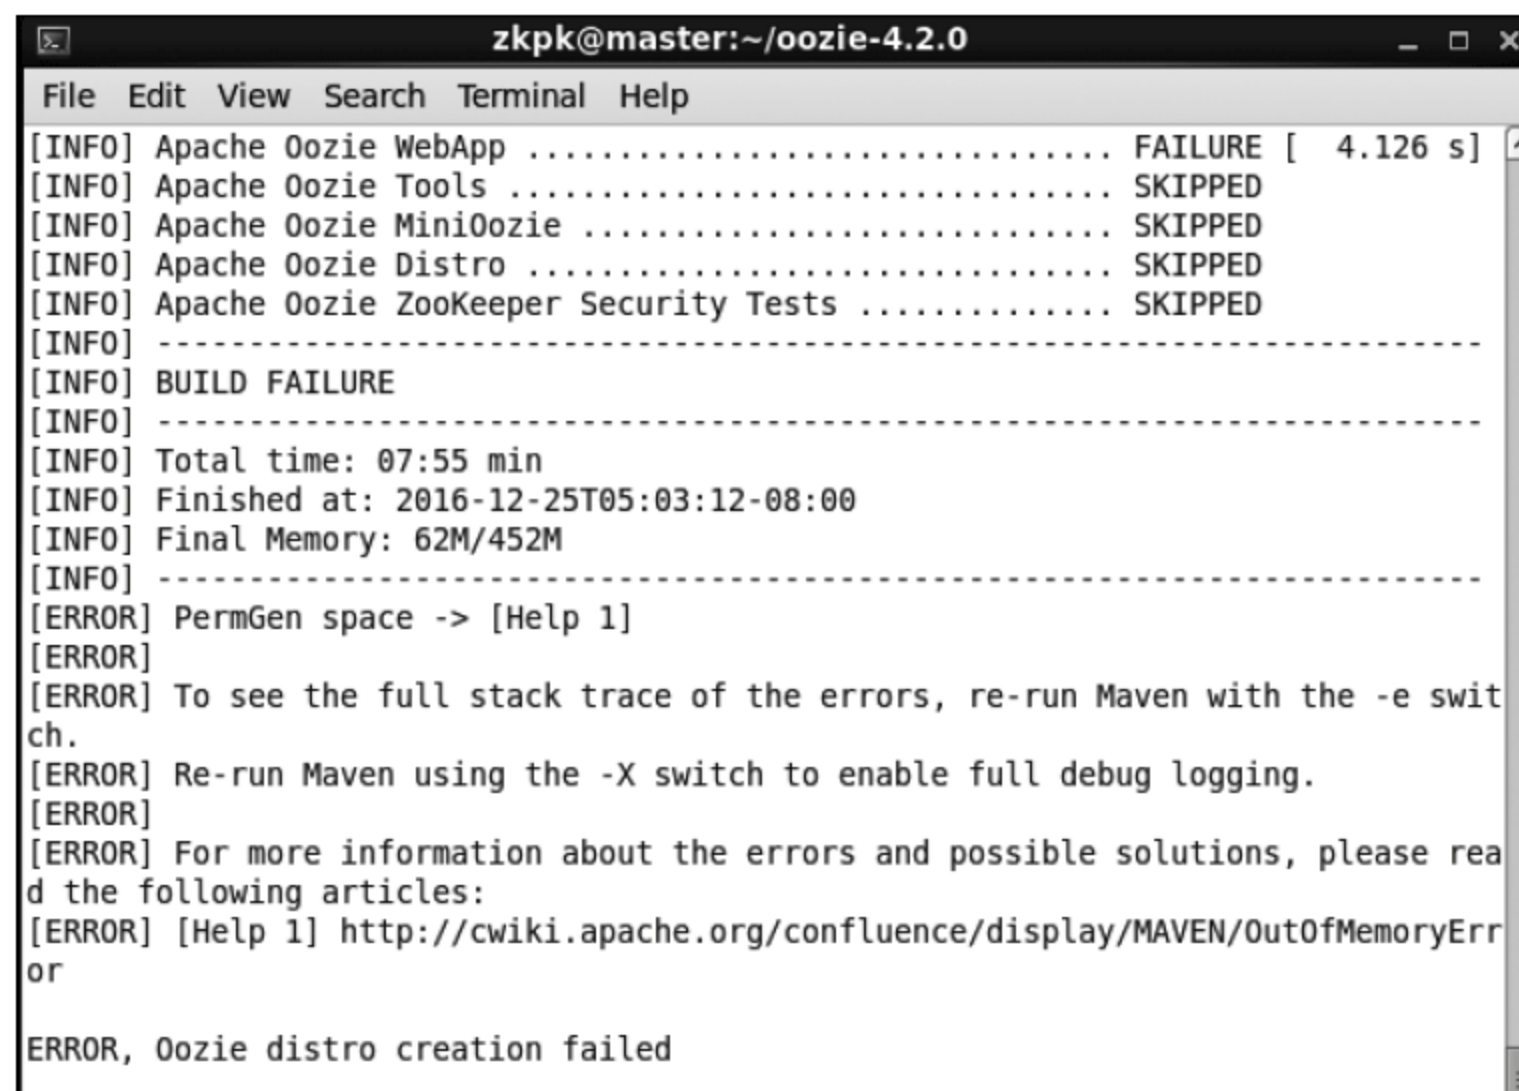 zkpk@master:~/oozie-4.2.0
File Edit View Search Terminal Help
[INFO] Apache Oozie WebApp ................................ FAILURE [  4.126 s]
[INFO] Apache Oozie Tools ................................. SKIPPED
[INFO] Apache Oozie MiniOozie ............................. SKIPPED
[INFO] Apache Oozie Distro ................................ SKIPPED
[INFO] Apache Oozie ZooKeeper Security Tests .............. SKIPPED
[INFO] ------------------------------------------------------------------------
[INFO] BUILD FAILURE
[INFO] ------------------------------------------------------------------------
[INFO] Total time: 07:55 min
[INFO] Finished at: 2016-12-25T05:03:12-08:00
[INFO] Final Memory: 62M/452M
[INFO] ------------------------------------------------------------------------
[ERROR] PermGen space -> [Help 1]
[ERROR]
[ERROR] To see the full stack trace of the errors, re-run Maven with the -e swit
ch.
[ERROR] Re-run Maven using the -X switch to enable full debug logging.
[ERROR]
[ERROR] For more information about the errors and possible solutions, please rea
d the following articles:
[ERROR] [Help 1] http://cwiki.apache.org/confluence/display/MAVEN/OutOfMemoryErr
or
ERROR, Oozie distro creation failed